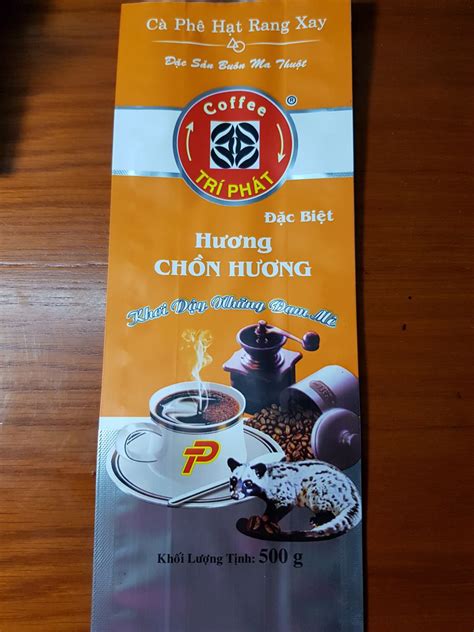 Cà Phê Hạt Rang Xay
Đặc Sản Buôn Ma Thuột
Coffee
®
TRÍ PHÁT
Đặc Biệt
Hương
CHỒN HƯƠNG
Khơi Dậy Những Đam Mê
TP
Khối Lượng Tịnh: 500 g